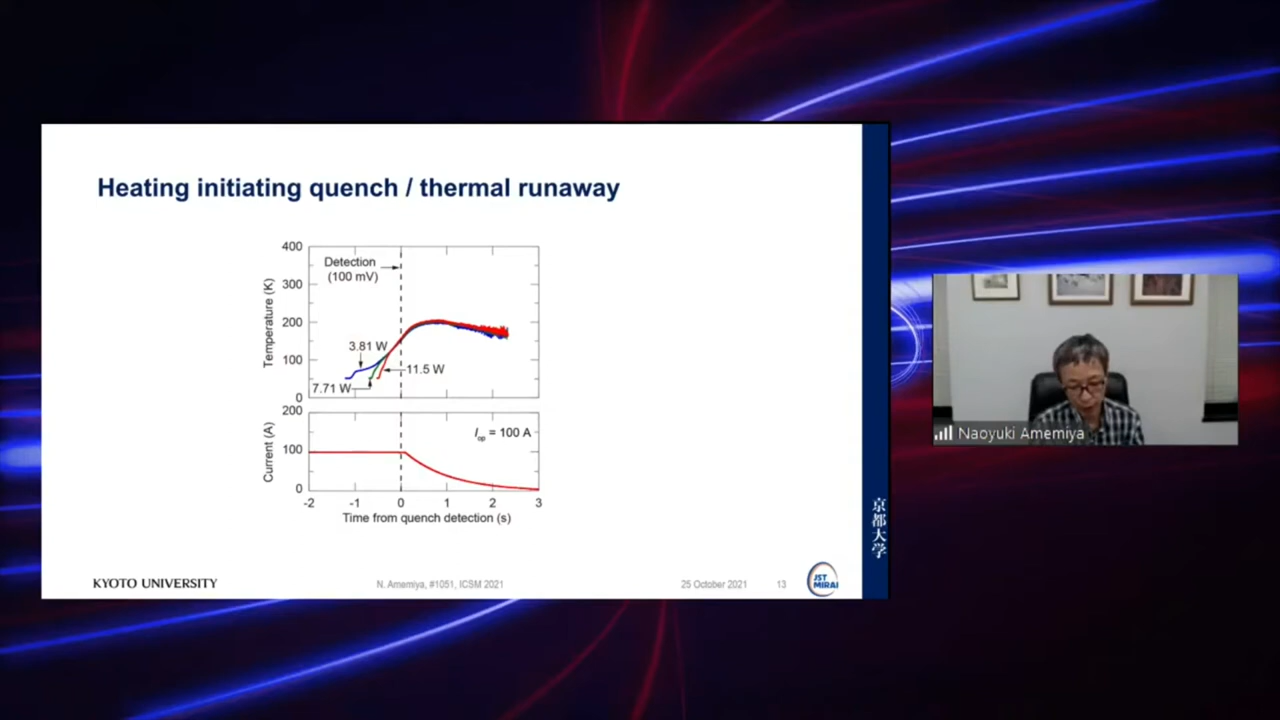 Heating initiating quench / thermal runaway
400
300
200
100
0
Temperature (K)
Detection
(100 mV)
3.81 W
7.71 W
11.5 W
200
100
0
Current (A)
Iop = 100 A
-2 -1 0 1 2 3
Time from quench detection (s)
KYOTO UNIVERSITY
N. Amemiya, #1051, ICSM 2021
25 October 2021
13
JST
MIRAI
京都大学
Naoyuki Amemiya